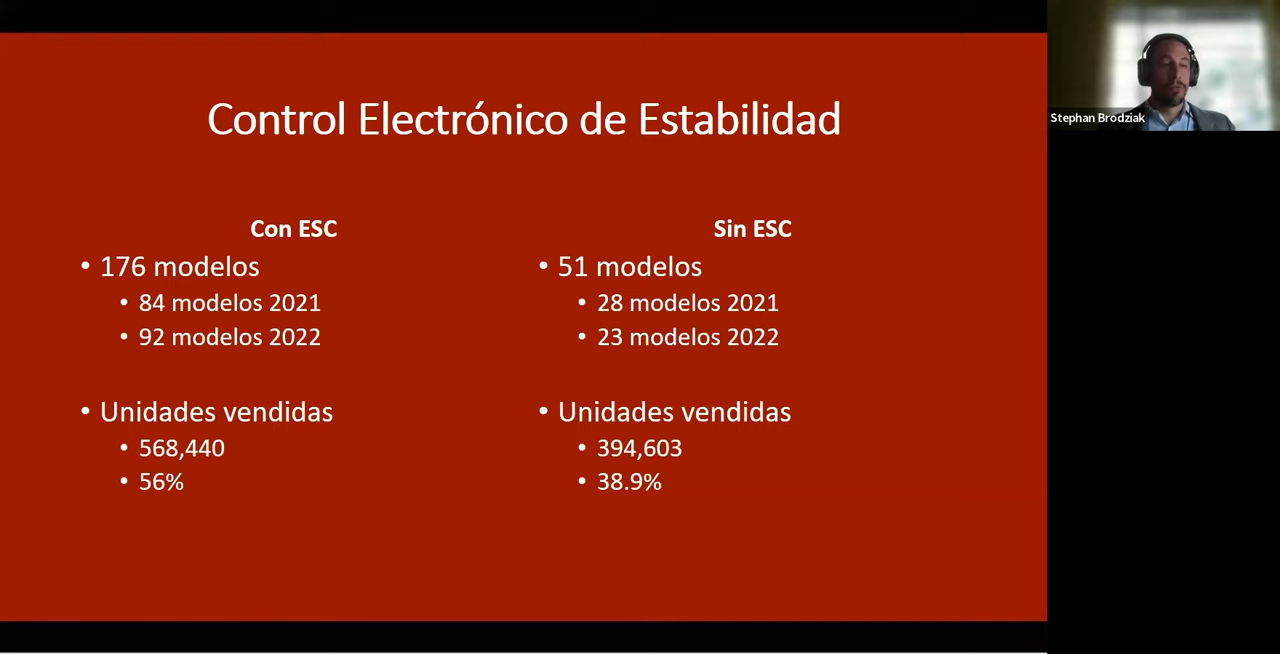 Control Electrónico de Estabilidad
Con ESC
• 176 modelos
• 84 modelos 2021
• 92 modelos 2022
• Unidades vendidas
• 568,440
• 56%
Sin ESC
• 51 modelos
• 28 modelos 2021
• 23 modelos 2022
• Unidades vendidas
• 394,603
• 38.9%
Stephan Brodziak